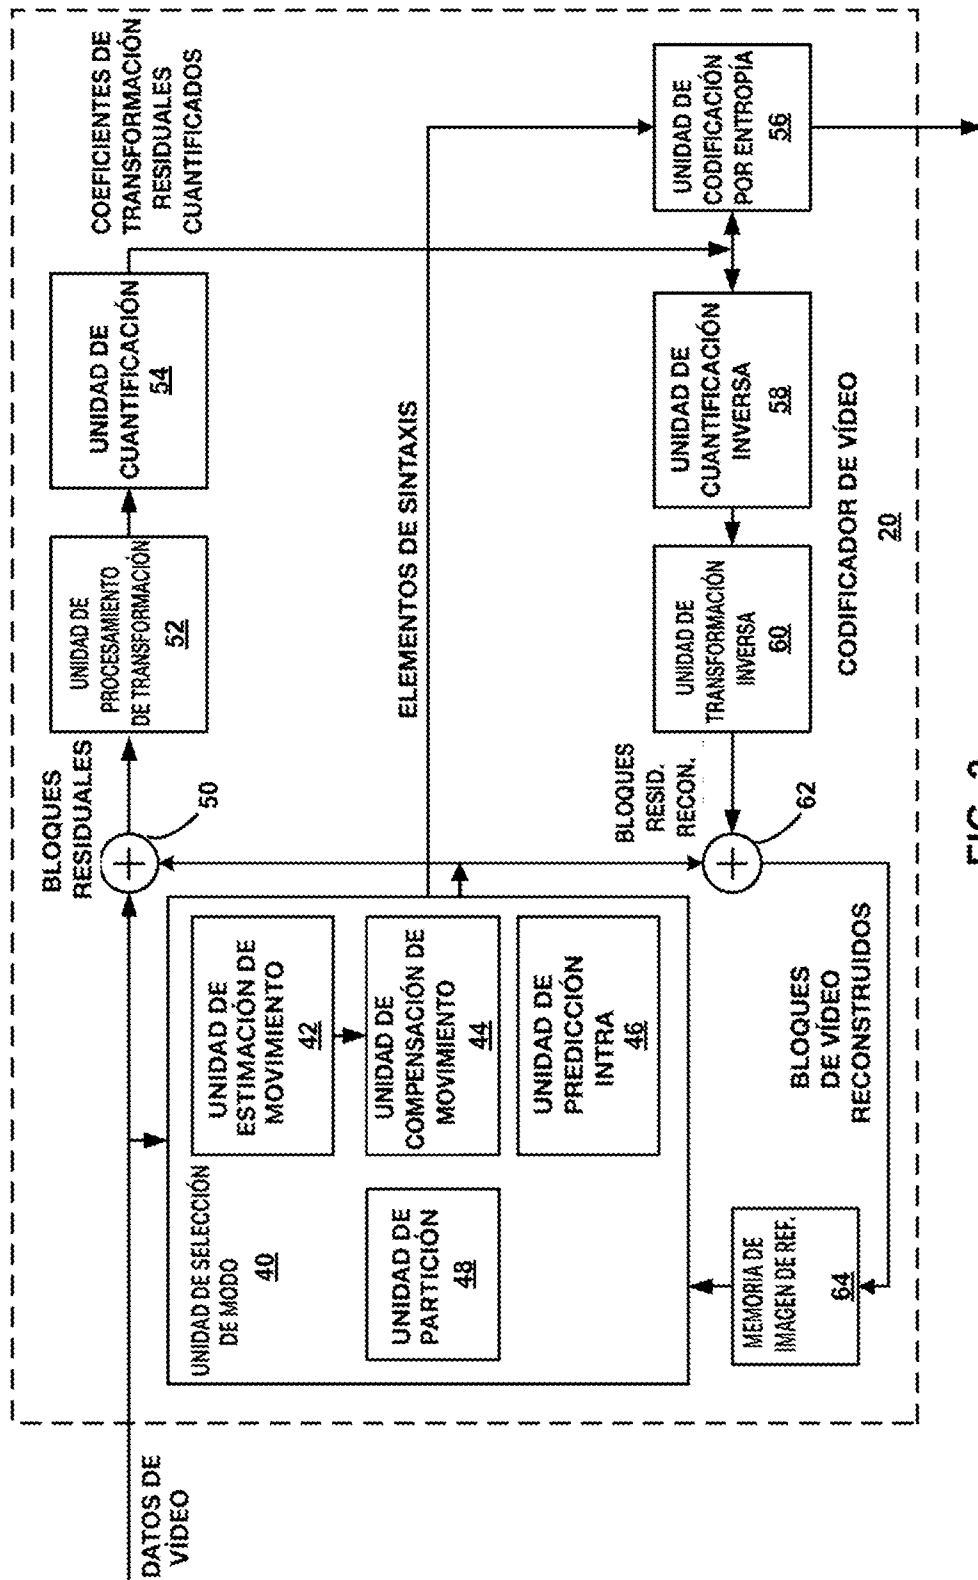 DATOS DE
VÍDEO
UNIDAD DE SELECCIÓN
DE MODO
40
UNIDAD DE
PARTICIÓN
48
UNIDAD DE
ESTIMACIÓN DE
MOVIMIENTO
42
UNIDAD DE
COMPENSACIÓN DE
MOVIMIENTO
44
UNIDAD DE
PREDICCIÓN
INTRA
46
BLOQUES
RESIDUALES
50
UNIDAD DE
PROCESAMIENTO
DE TRANSFORMACIÓN
52
UNIDAD DE
CUANTIFICACIÓN
54
COEFICIENTES DE
TRANSFORMACIÓN
RESIDUALES
CUANTIFICADOS
ELEMENTOS DE SINTAXIS
UNIDAD DE
CODIFICACIÓN
POR ENTROPÍA
56
UNIDAD DE
CUANTIFICACIÓN
INVERSA
58
UNIDAD DE
TRANSFORMACIÓN
INVERSA
60
BLOQUES
RESID.
RECON.
62
BLOQUES
DE VÍDEO
RECONSTRUIDOS
MEMORIA DE
IMAGEN DE REF.
64
CODIFICADOR DE VÍDEO
20